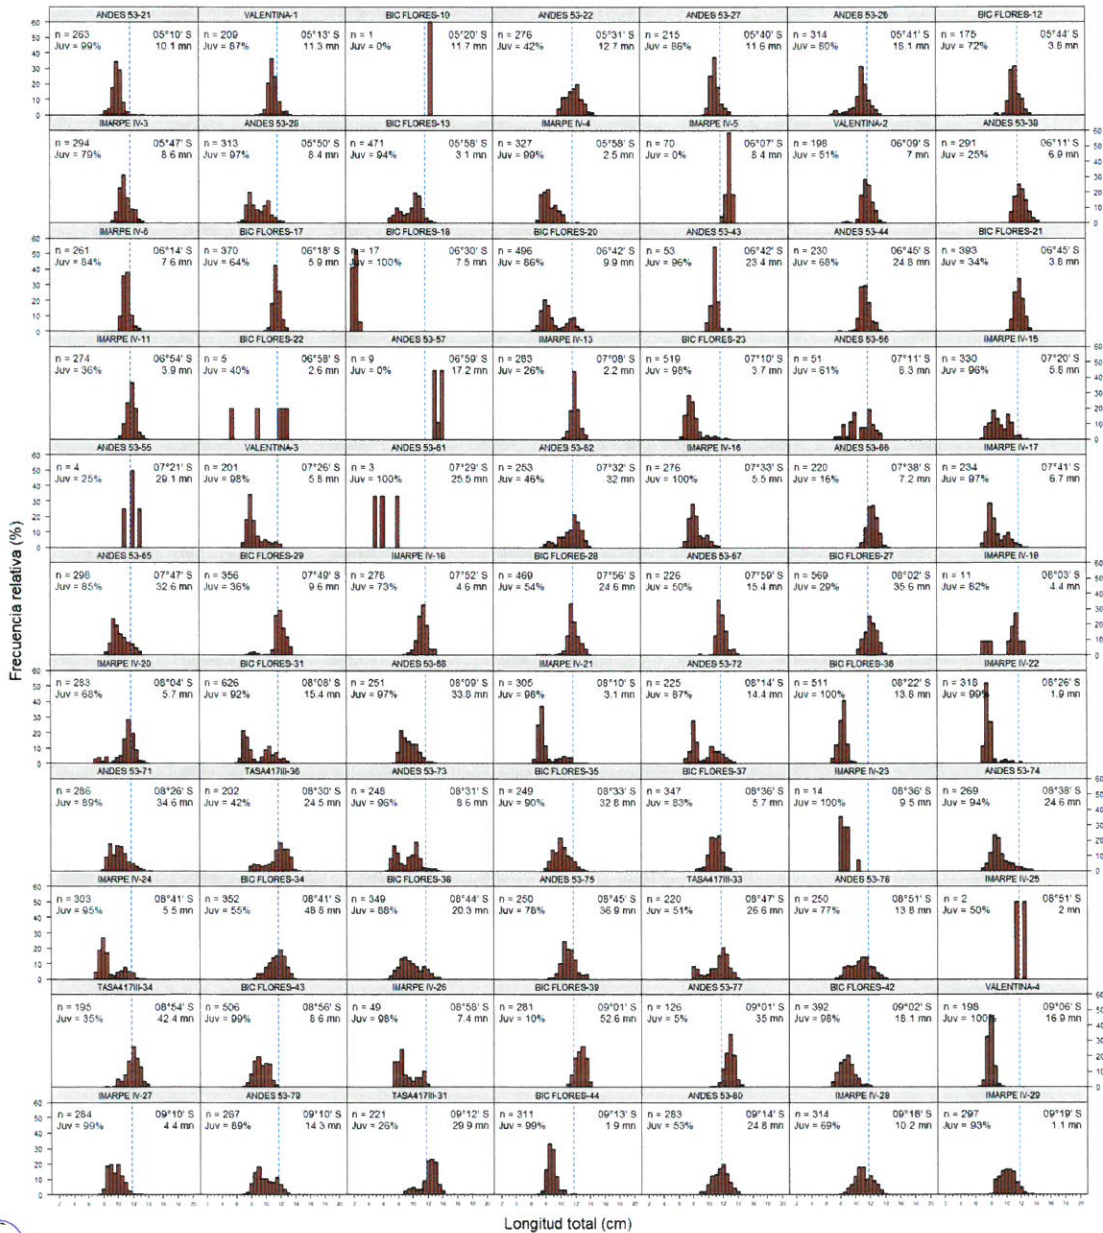 ANDES 53-21 VALENTINA-1 BIC FLORES-10 ANDES 53-22 ANDES 53-27 ANDES 53-26 BIC FLORES-12
n = 263 05°10' S n = 209 05°13' S n = 1 05°20' S n = 276 05°31' S n = 215 05°40' S n = 314 05°41' S n = 175 05°44' S
Juv = 99% 10.1 mn Juv = 87% 11.3 mn Juv = 0% 11.7 mn Juv = 42% 12.7 mn Juv = 86% 11.6 mn Juv = 80% 16.1 mn Juv = 72% 3.8 mn
IMARPE IV-3 ANDES 53-28 BIC FLORES-13 IMARPE IV-4 IMARPE IV-5 VALENTINA-2 ANDES 53-38
n = 294 05°47' S n = 313 05°50' S n = 471 05°58' S n = 327 05°58' S n = 70 06°07' S n = 198 06°09' S n = 291 06°11' S
Juv = 79% 8.6 mn Juv = 97% 8.4 mn Juv = 94% 3.1 mn Juv = 99% 2.5 mn Juv = 0% 8.4 mn Juv = 51% 7 mn Juv = 25% 6.9 mn
IMARPE IV-6 BIC FLORES-17 BIC FLORES-18 BIC FLORES-20 ANDES 53-43 ANDES 53-44 BIC FLORES-21
n = 261 06°14' S n = 370 06°18' S n = 17 06°30' S n = 496 06°42' S n = 53 06°42' S n = 230 06°45' S n = 393 06°45' S
Juv = 84% 7.6 mn Juv = 64% 5.9 mn Juv = 100% 7.5 mn Juv = 86% 9.9 mn Juv = 96% 23.4 mn Juv = 68% 24.8 mn Juv = 34% 3.8 mn
IMARPE IV-11 BIC FLORES-22 ANDES 53-57 IMARPE IV-13 BIC FLORES-23 ANDES 53-56 IMARPE IV-15
n = 274 06°54' S n = 5 06°58' S n = 9 06°59' S n = 283 07°08' S n = 519 07°10' S n = 51 07°11' S n = 330 07°20' S
Juv = 36% 3.9 mn Juv = 40% 2.6 mn Juv = 0% 17.2 mn Juv = 26% 2.2 mn Juv = 98% 3.7 mn Juv = 61% 8.3 mn Juv = 96% 5.8 mn
ANDES 53-55 VALENTINA-3 ANDES 53-61 ANDES 53-62 IMARPE IV-16 ANDES 53-66 IMARPE IV-17
n = 4 07°21' S n = 201 07°26' S n = 3 07°29' S n = 253 07°32' S n = 276 07°33' S n = 220 07°38' S n = 234 07°41' S
Juv = 25% 29.1 mn Juv = 98% 5.8 mn Juv = 100% 25.5 mn Juv = 46% 32 mn Juv = 100% 5.5 mn Juv = 16% 7.2 mn Juv = 97% 6.7 mn
ANDES 53-65 BIC FLORES-29 IMARPE IV-18 BIC FLORES-28 ANDES 53-67 BIC FLORES-27 IMARPE IV-19
n = 298 07°47' S n = 356 07°49' S n = 278 07°52' S n = 469 07°56' S n = 226 07°59' S n = 569 08°02' S n = 11 08°03' S
Juv = 85% 32.6 mn Juv = 36% 9.6 mn Juv = 73% 4.6 mn Juv = 54% 24.6 mn Juv = 50% 15.4 mn Juv = 29% 35.6 mn Juv = 82% 4.4 mn
IMARPE IV-20 BIC FLORES-31 ANDES 53-68 IMARPE IV-21 ANDES 53-72 BIC FLORES-38 IMARPE IV-22
n = 283 08°04' S n = 626 08°08' S n = 251 08°09' S n = 305 08°10' S n = 225 08°14' S n = 511 08°22' S n = 318 08°26' S
Juv = 68% 5.7 mn Juv = 92% 15.4 mn Juv = 97% 33.8 mn Juv = 98% 3.1 mn Juv = 87% 14.4 mn Juv = 100% 13.8 mn Juv = 99% 1.9 mn
ANDES 53-71 TASA417III-36 ANDES 53-73 BIC FLORES-35 BIC FLORES-37 IMARPE IV-23 ANDES 53-74
n = 286 08°26' S n = 202 08°30' S n = 248 08°31' S n = 249 08°33' S n = 347 08°36' S n = 14 08°36' S n = 269 08°38' S
Juv = 89% 34.6 mn Juv = 42% 24.5 mn Juv = 96% 8.6 mn Juv = 90% 32.8 mn Juv = 83% 5.7 mn Juv = 100% 9.5 mn Juv = 94% 24.6 mn
IMARPE IV-24 BIC FLORES-34 BIC FLORES-36 ANDES 53-75 TASA417III-33 ANDES 53-76 IMARPE IV-25
n = 303 08°41' S n = 352 08°41' S n = 349 08°44' S n = 250 08°45' S n = 220 08°47' S n = 250 08°51' S n = 2 08°51' S
Juv = 95% 5.5 mn Juv = 55% 48.8 mn Juv = 88% 20.3 mn Juv = 78% 36.9 mn Juv = 51% 26.6 mn Juv = 77% 13.8 mn Juv = 50% 2 mn
TASA417III-34 BIC FLORES-43 IMARPE IV-26 BIC FLORES-39 ANDES 53-77 BIC FLORES-42 VALENTINA-4
n = 195 08°54' S n = 506 08°56' S n = 49 08°58' S n = 281 09°01' S n = 126 09°01' S n = 392 09°02' S n = 198 09°06' S
Juv = 35% 42.4 mn Juv = 99% 8.6 mn Juv = 98% 7.4 mn Juv = 10% 52.6 mn Juv = 5% 35 mn Juv = 98% 18.1 mn Juv = 100% 16.9 mn
IMARPE IV-27 ANDES 53-79 TASA417III-31 BIC FLORES-44 ANDES 53-80 IMARPE IV-28 IMARPE IV-29
n = 284 09°10' S n = 267 09°10' S n = 221 09°12' S n = 311 09°13' S n = 283 09°14' S n = 314 09°18' S n = 297 09°19' S
Juv = 99% 4.4 mn Juv = 89% 14.3 mn Juv = 26% 29.9 mn Juv = 99% 1.9 mn Juv = 53% 24.8 mn Juv = 69% 10.2 mn Juv = 93% 1.1 mn
Frecuencia relativa (%)
Longitud total (cm)